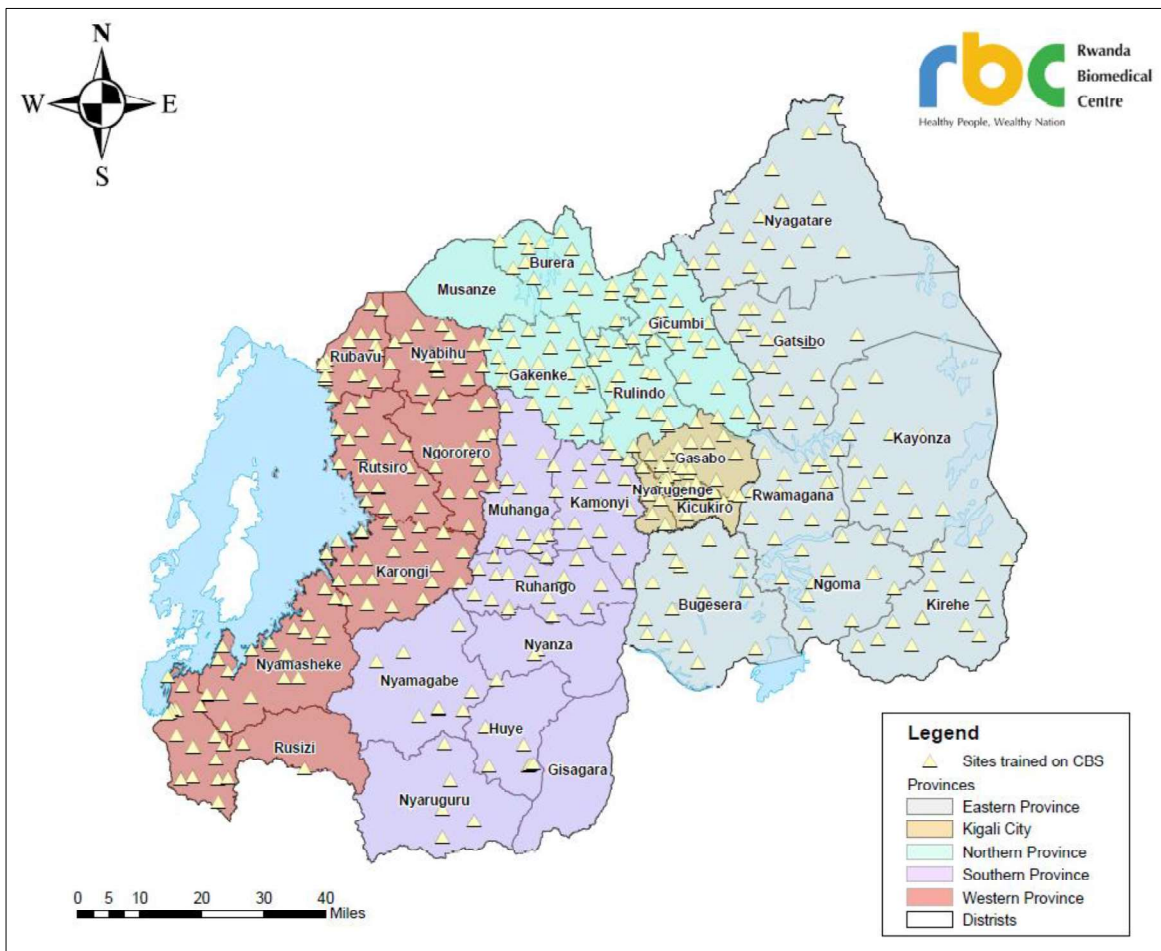 N
W E
S
rbc
Rwanda
Biomedical
Centre
Healthy People, Wealthy Nation
Nyagatare
Burera
Musanze
Gicumbi
Gatsibo
Rubavu
Nyabihu
Gakenke
Rulindo
Kayonza
Rutsiro
Ngororero
Gasabo
Nyarugenge
Rwamagana
Muhanga
Kamonyi
Kicukiro
Karongi
Ruhango
Ngoma
Bugesera
Kirehe
Nyanza
Nyamasheke
Nyamagabe
Huye
Rusizi
Gisagara
Nyaruguru
Legend
Sites trained on CBS
Provinces
Eastern Province
Kigali City
Northern Province
Southern Province
Western Province
Distrists
0 5 10 20 30 40
Miles